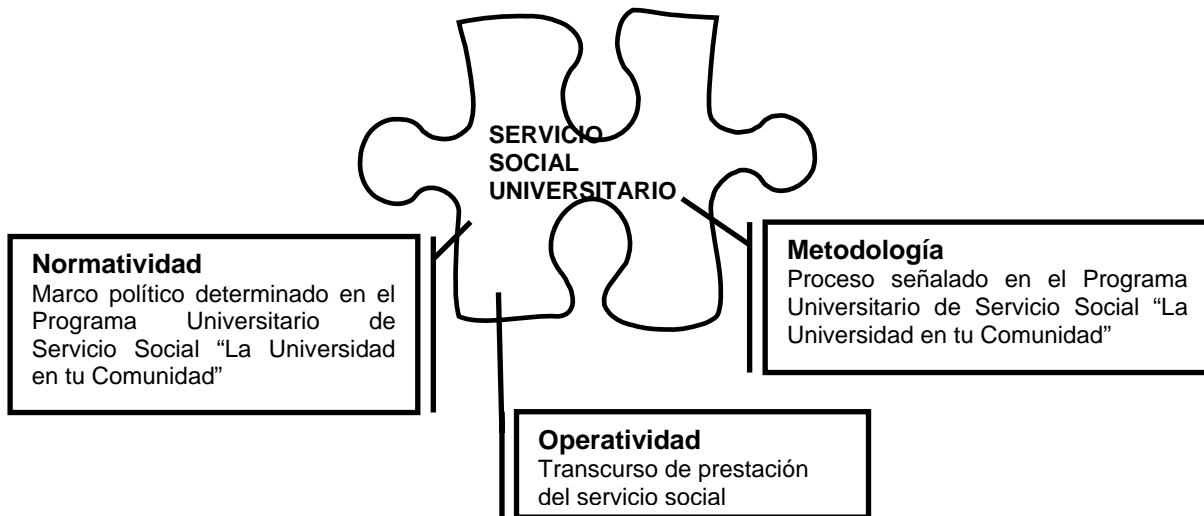 SERVICIO
SOCIAL
UNIVERSITARIO
Normatividad
Marco político determinado en el
Programa Universitario de
Servicio Social “La Universidad
en tu Comunidad”
Metodología
Proceso señalado en el Programa
Universitario de Servicio Social “La
Universidad en tu Comunidad”
Operatividad
Transcurso de prestación
del servicio social